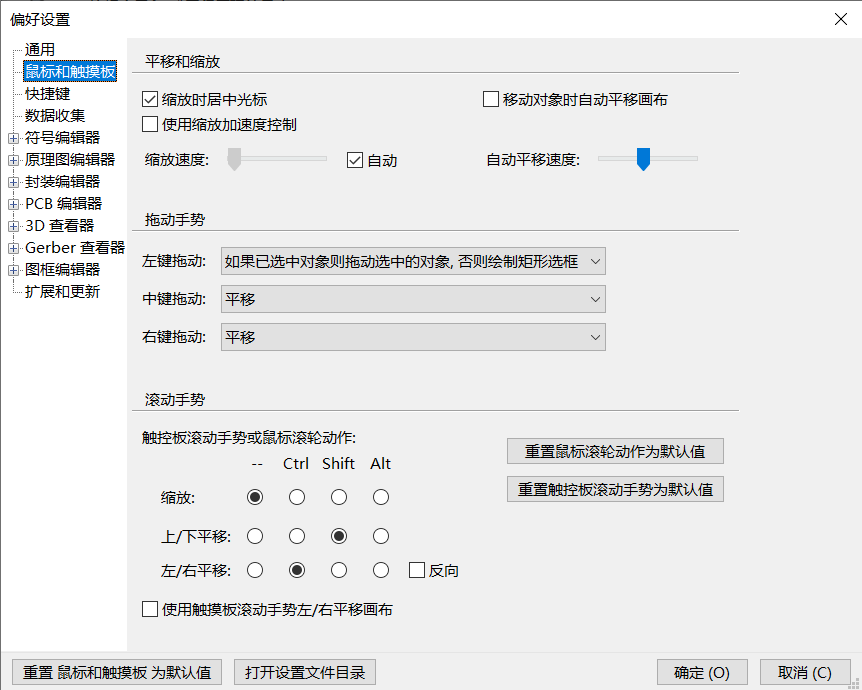 偏好设置
通用
鼠标和触摸板
快捷键
数据收集
符号编辑器
原理图编辑器
封装编辑器
PCB 编辑器
3D 查看器
Gerber 查看器
图框编辑器
扩展和更新
平移和缩放
缩放时居中光标
移动对象时自动平移画布
使用缩放加速度控制
缩放速度:
自动
自动平移速度:
拖动手势
左键拖动:
如果已选中对象则拖动选中的对象, 否则绘制矩形选框
中键拖动:
平移
右键拖动:
平移
滚动手势
触控板滚动手势或鼠标滚轮动作:
-- Ctrl Shift Alt
缩放:
上/下平移:
左/右平移:
反向
使用触摸板滚动手势左/右平移画布
重置鼠标滚轮动作为默认值
重置触控板滚动手势为默认值
重置 鼠标和触摸板 为默认值
打开设置文件目录
确定 (O)
取消 (C)